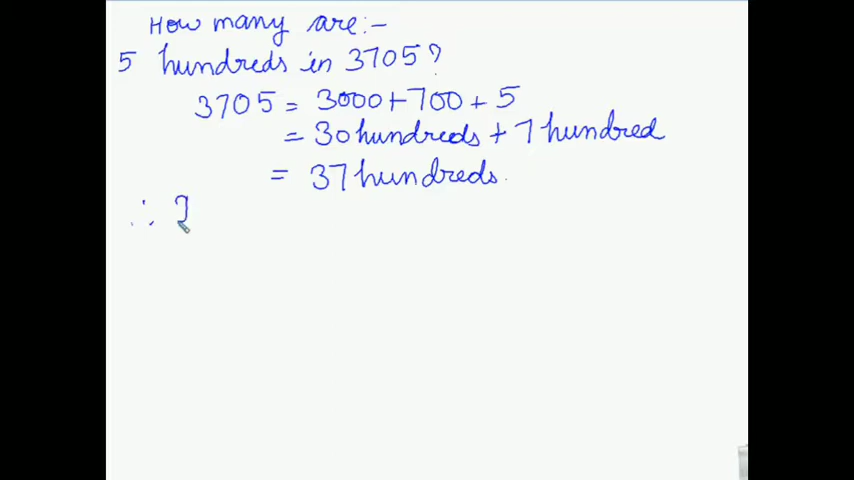 How many are:-
5 hundreds in 3705?
3705 = 3000+700 + 5
= 30 hundreds + 7 hundred
= 37 hundreds.
∴